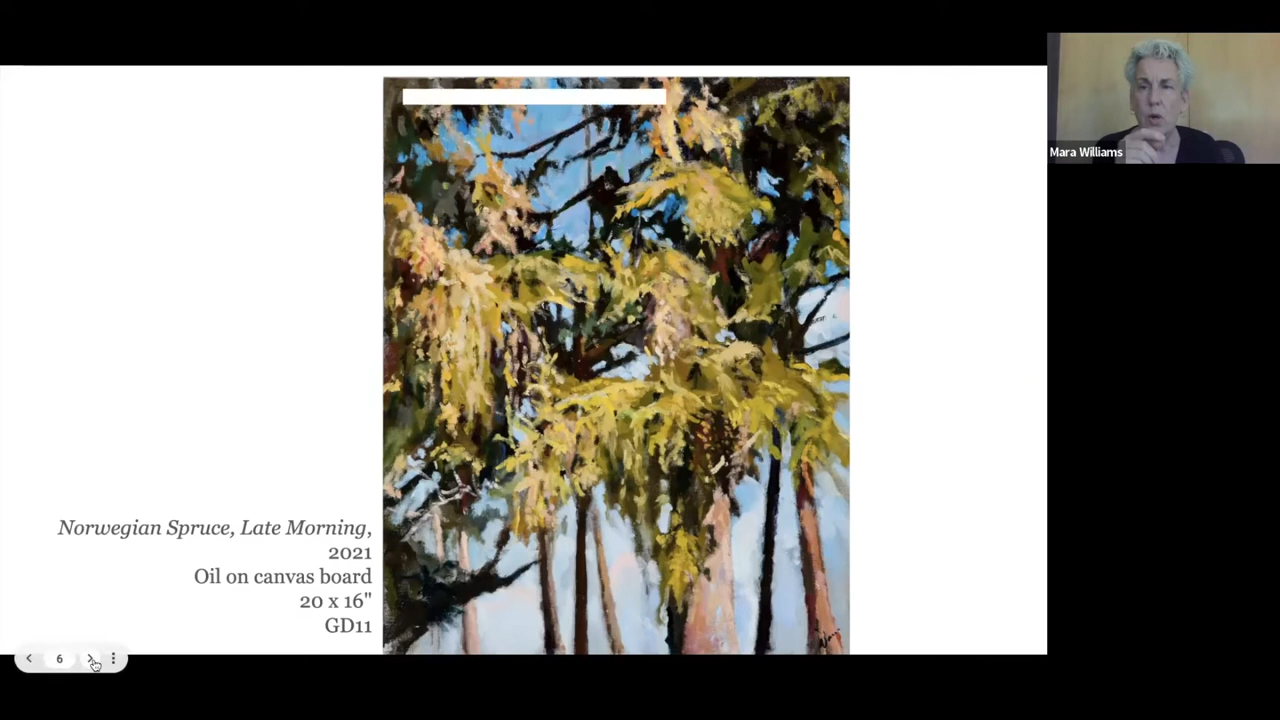 Mara Williams
Norwegian Spruce, Late Morning,
2021
Oil on canvas board
20 x 16"
GD11
6